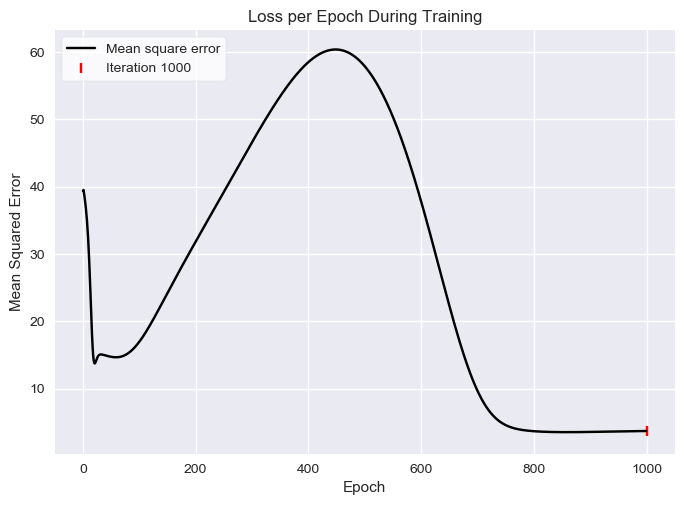 Loss per Epoch During Training
Mean square error
Iteration 1000
Mean Squared Error
60
50
40
30
20
10
0
200
400
600
800
1000
Epoch